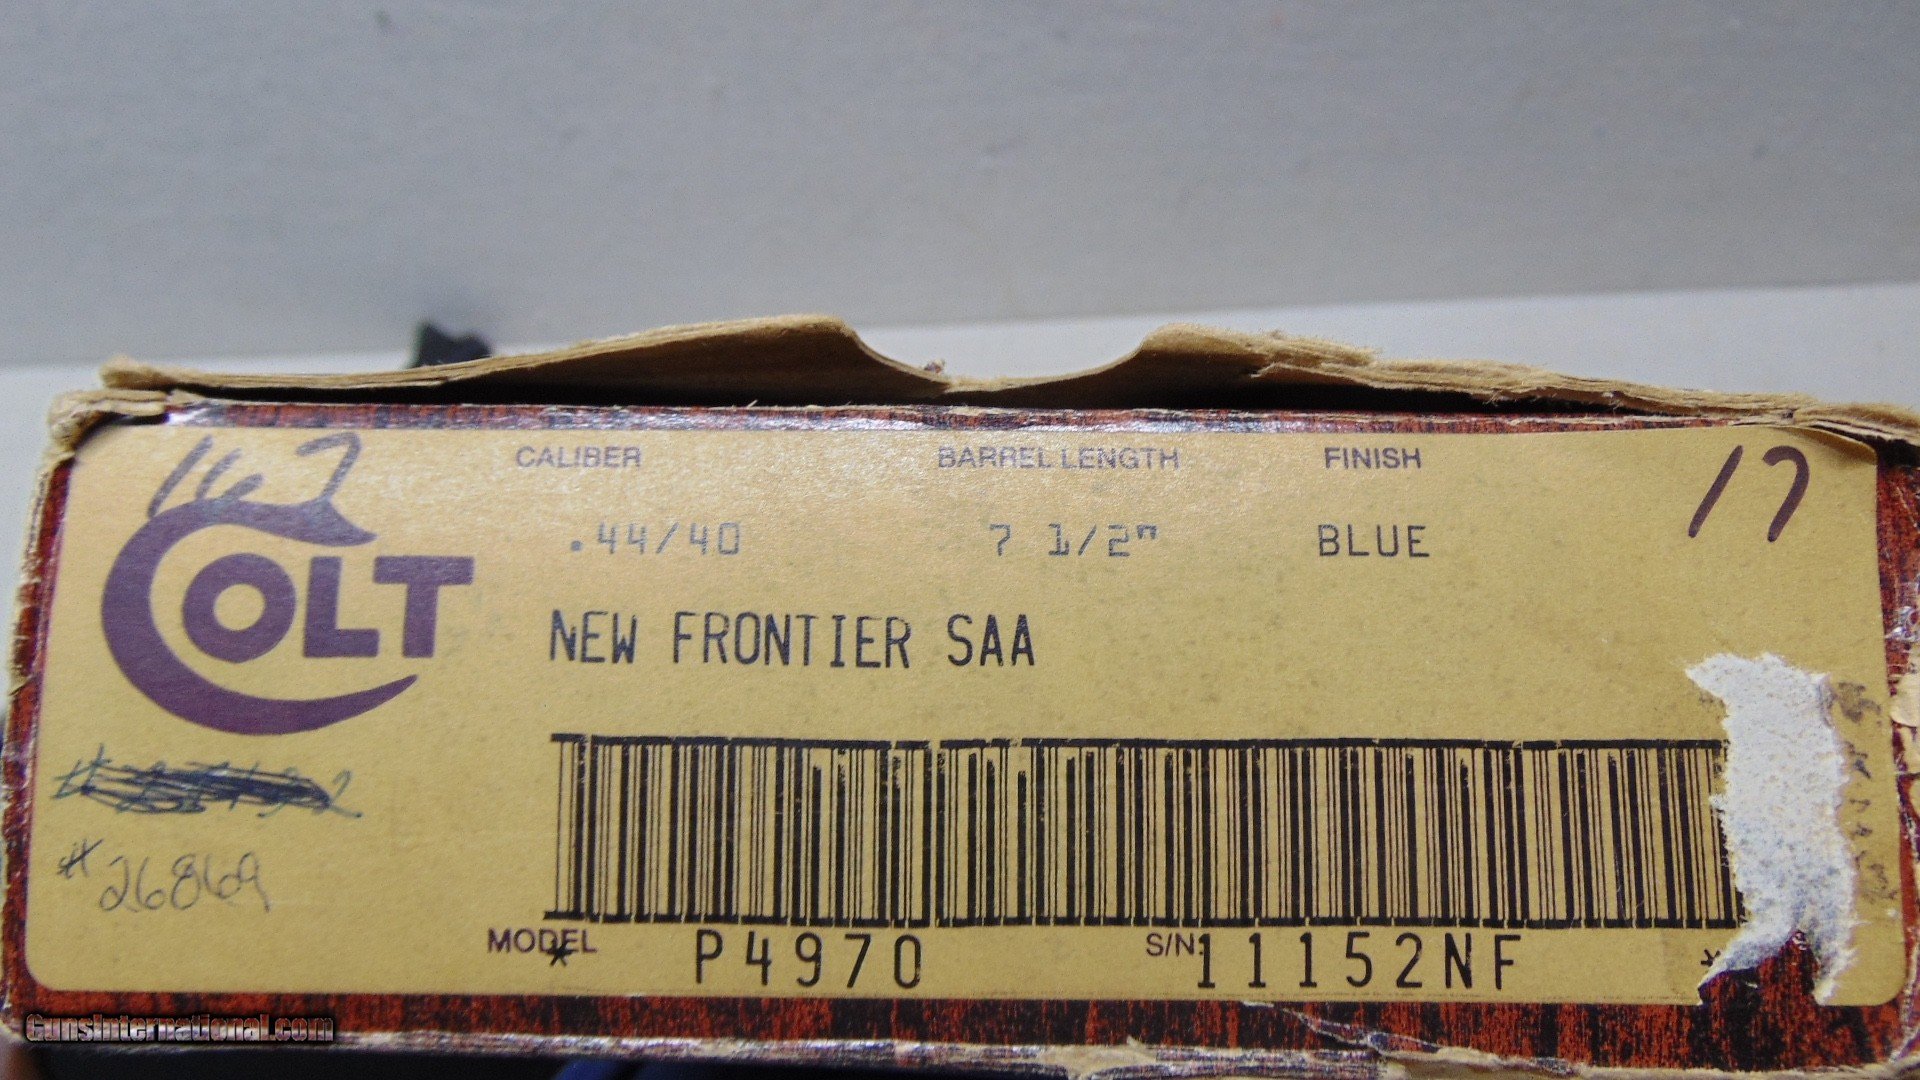 162
17
CALIBER BARREL LENGTH FINISH
.44/40 7 1/2" BLUE
COLT
NEW FRONTIER SAA
#26869
MODEL S/N
* P4970 11152NF *
GunsInternational.com